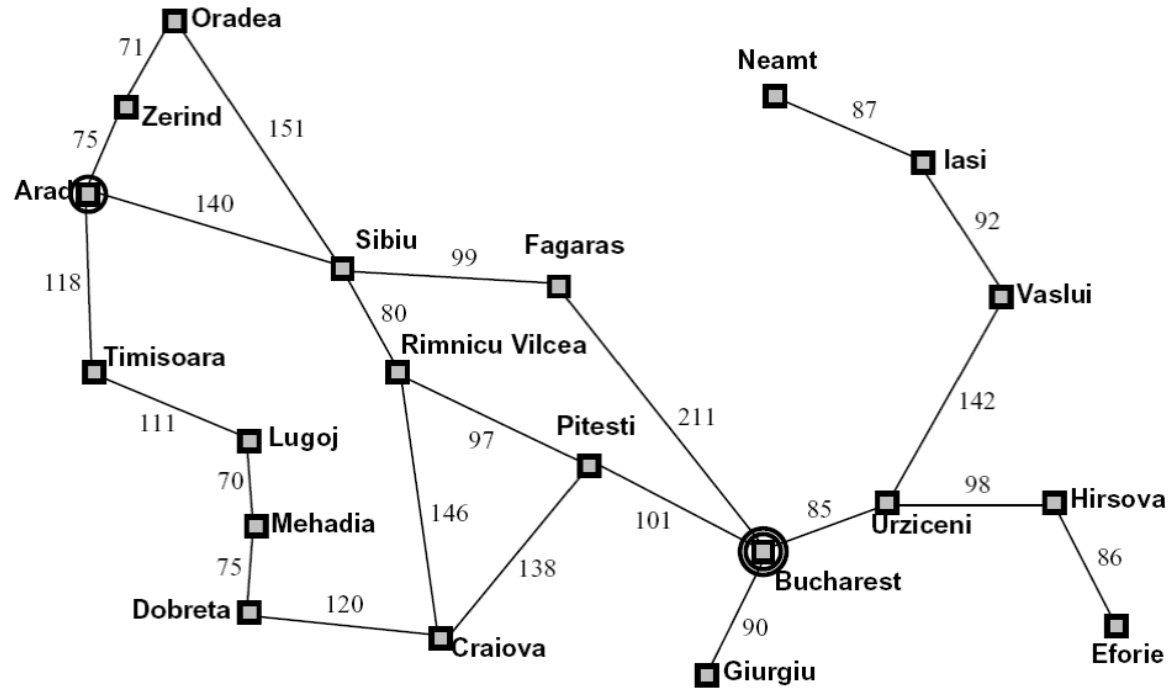 Oradea
71
Neamt
Zerind
87
75
151
Iasi
Arad
140
92
Sibiu
Fagaras
99
118
Vaslui
80
Timisoara
Rimnicu Vilcea
142
111
211
Pitesti
Lugoj
97
70
98
Hirsova
146
85
Urziceni
Mehadia
101
75
138
86
Bucharest
Dobreta
120
90
Craiova
Giurgiu
Eforie